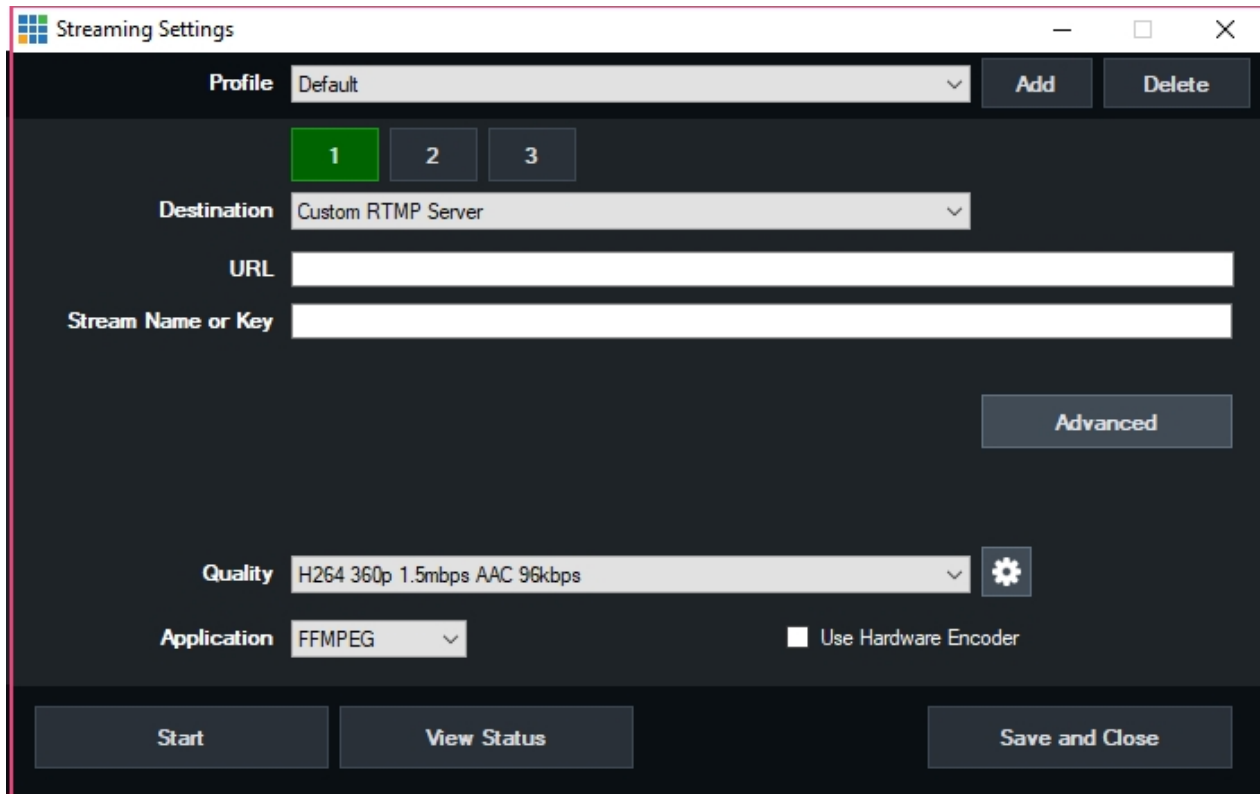 Streaming Settings
Profile Default Add Delete
1 2 3
Destination Custom RTMP Server
URL
Stream Name or Key
Advanced
Quality H264 360p 1.5mbps AAC 96kbps
Application FFMPEG Use Hardware Encoder
Start View Status Save and Close